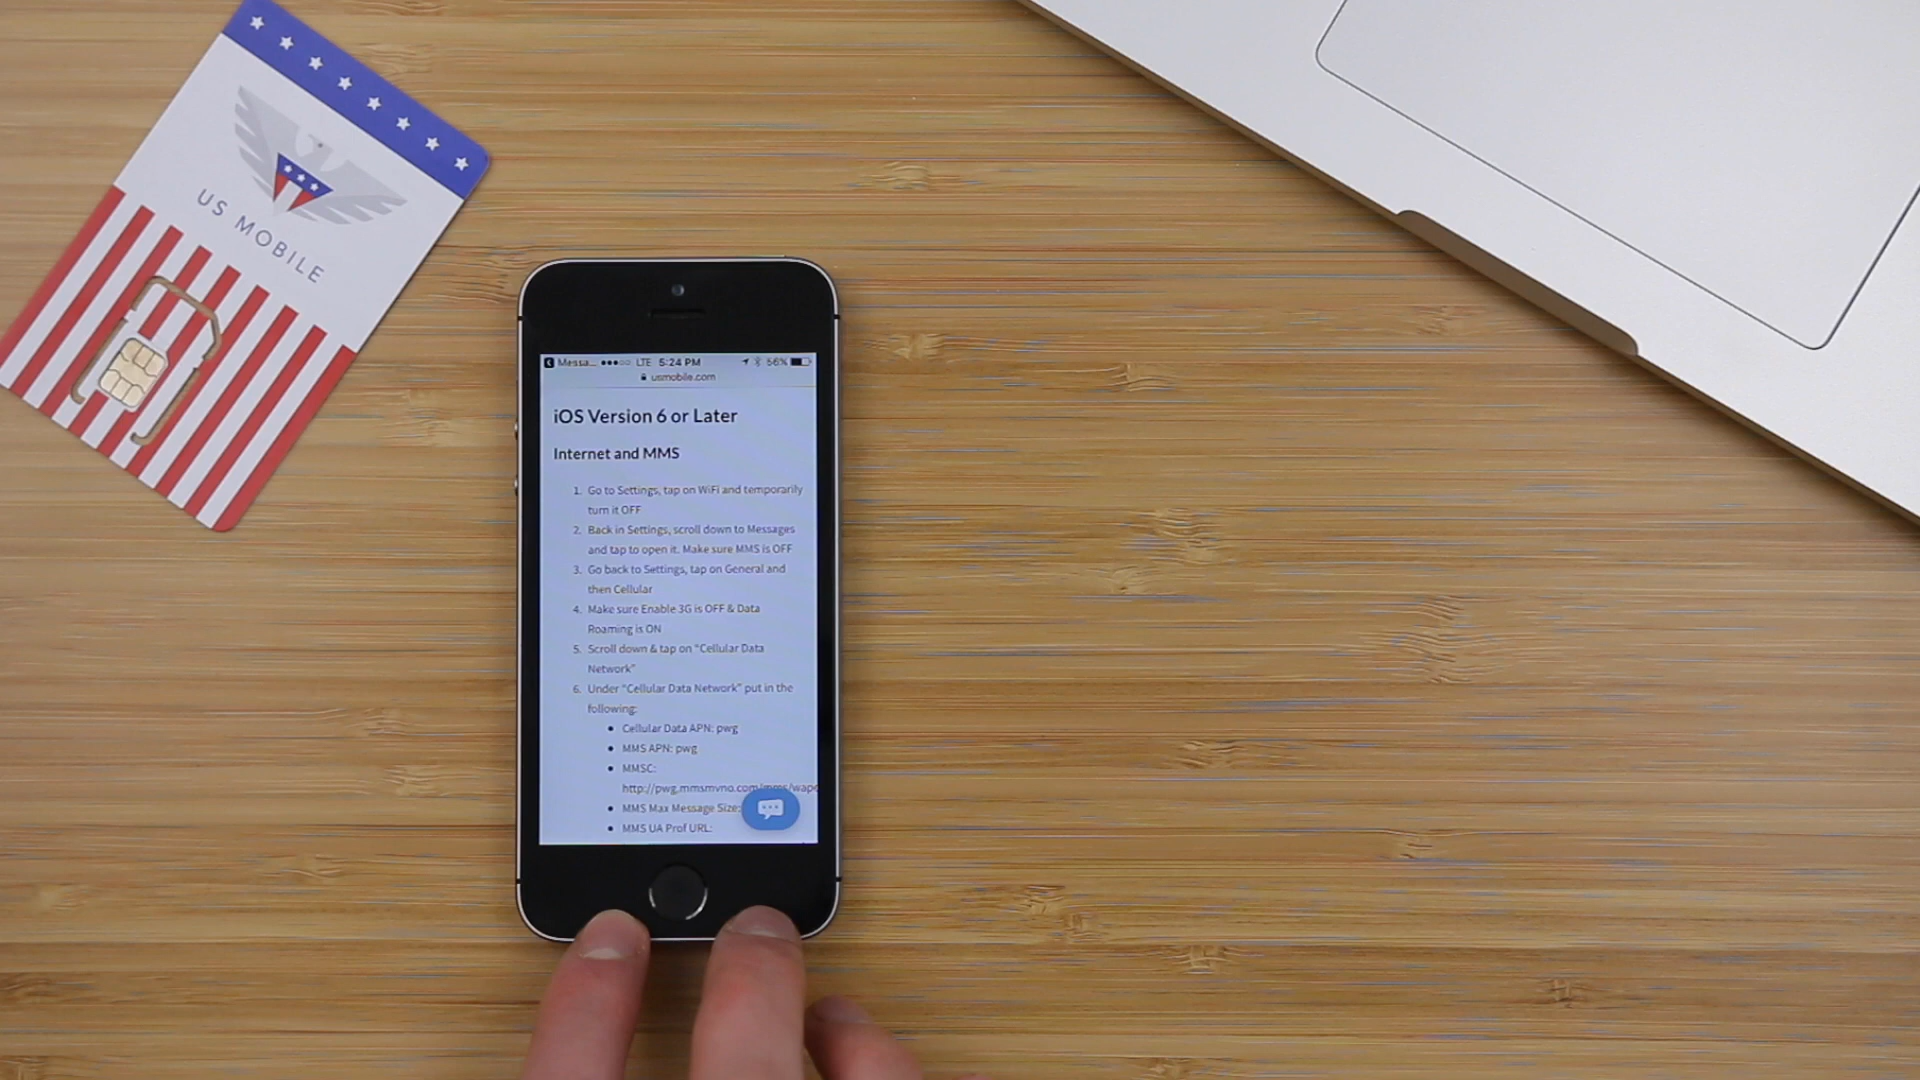 US MOBILE
Messa... LTE 5:24 PM 56%
usmobile.com
iOS Version 6 or Later
Internet and MMS
1. Go to Settings, tap on WiFi and temporarily
turn it OFF
2. Back in Settings, scroll down to Messages
and tap to open it. Make sure MMS is OFF
3. Go back to Settings, tap on General and
then Cellular
4. Make sure Enable 3G is OFF & Data
Roaming is ON
5. Scroll down & tap on “Cellular Data
Network”
6. Under “Cellular Data Network” put in the
following:
• Cellular Data APN: pwg
• MMS APN: pwg
• MMSC:
http://pwg.mmsmvno.com/mms/wape
• MMS Max Message Size:
• MMS UA Prof URL: